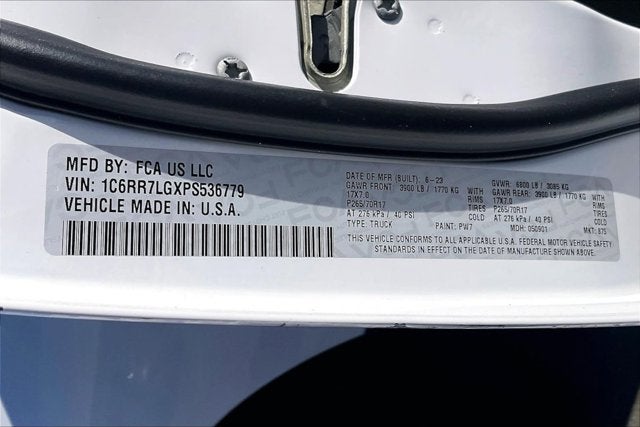 MFD BY: FCA US LLC
VIN: 1C6RR7LGXPS536779
VEHICLE MADE IN: U.S.A.
DATE OF MFR (BUILT): 6-23
GVWR: 6800 LB / 3085 KG
GAWR FRONT: 3900 LB / 1770 KG WITH
GAWR REAR: 3900 LB / 1770 KG WITH
17X7.0 RIMS
17X7.0 RIMS
P265/70R17 TIRES
P265/70R17 TIRES
AT 276 kPa / 40 PSI COLD
AT 276 kPa / 40 PSI COLD
TYPE: TRUCK PAINT: PW7 MDH: 050901 MKT: 875
THIS VEHICLE CONFORMS TO ALL APPLICABLE U.S.A. FEDERAL MOTOR VEHICLE SAFETY
STANDARDS IN EFFECT ON THE DATE OF MANUFACTURE SHOWN ABOVE.